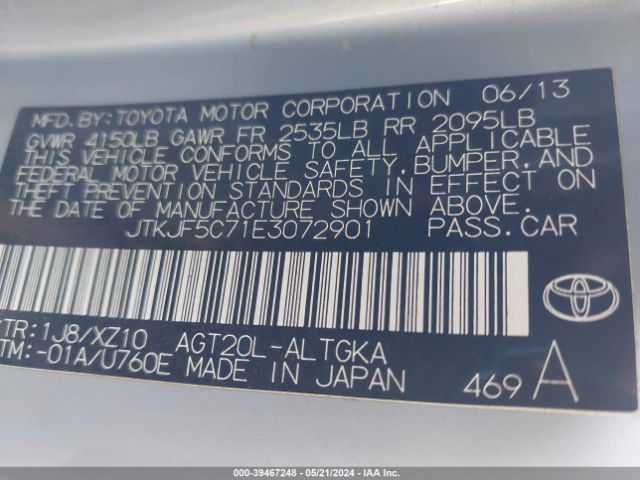 MFD. BY: TOYOTA MOTOR CORPORATION 06/13
GVWR 4150LB GAWR FR 2535LB RR 2095LB
THIS VEHICLE CONFORMS TO ALL APPLICABLE
FEDERAL MOTOR VEHICLE SAFETY, BUMPER, AND
THEFT PREVENTION STANDARDS IN EFFECT ON
THE DATE OF MANUFACTURE SHOWN ABOVE.
JTKJF5C71E3072901 PASS.CAR
/TR: 1J8/XZ10 AGT20L-ALTGKA
TM: -01A/U760E MADE IN JAPAN 469 A
000-39467248 - 05/21/2024 - IAA Inc.